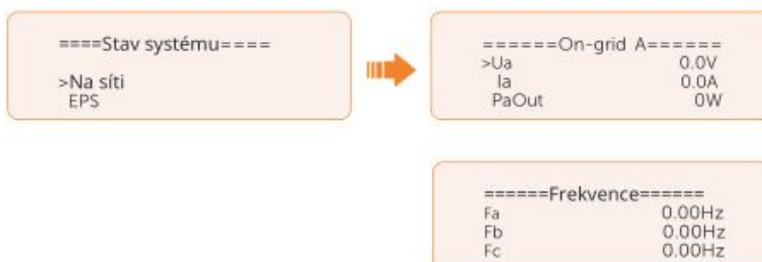 ====Stav systému====
>Na síti
EPS
======On-grid A======
>Ua 0.0V
Ia 0.0A
PaOut 0W
======Frekvence======
Fa 0.00Hz
Fb 0.00Hz
Fc 0.00Hz